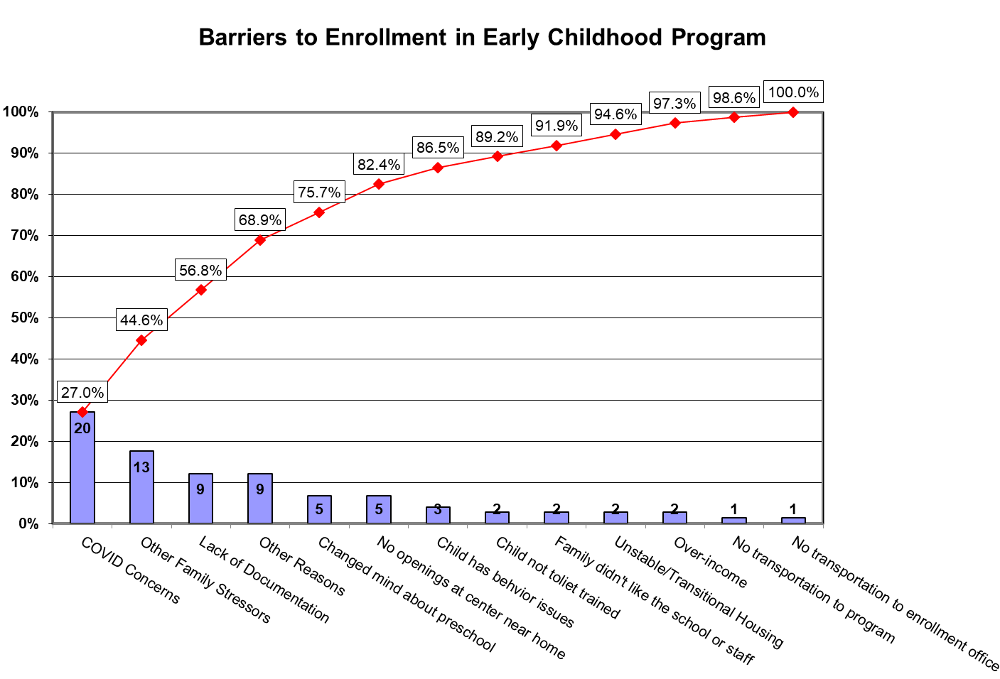 Barriers to Enrollment in Early Childhood Program
100%
90%
80%
70%
60%
50%
40%
30%
20%
10%
0%
27.0%
44.6%
56.8%
68.9%
75.7%
82.4%
86.5%
89.2%
91.9%
94.6%
97.3%
98.6%
100.0%
20
13
9
9
5
5
3
2
2
2
2
1
1
COVID Concerns
Other Family Stressors
Lack of Documentation
Other Reasons
Changed mind about preschool
No openings at center near home
Child has behvior issues
Child not toliet trained
Family didn't like the school or staff
Unstable/Transitional Housing
Over-income
No transportation to program
No transportation to enrollment office